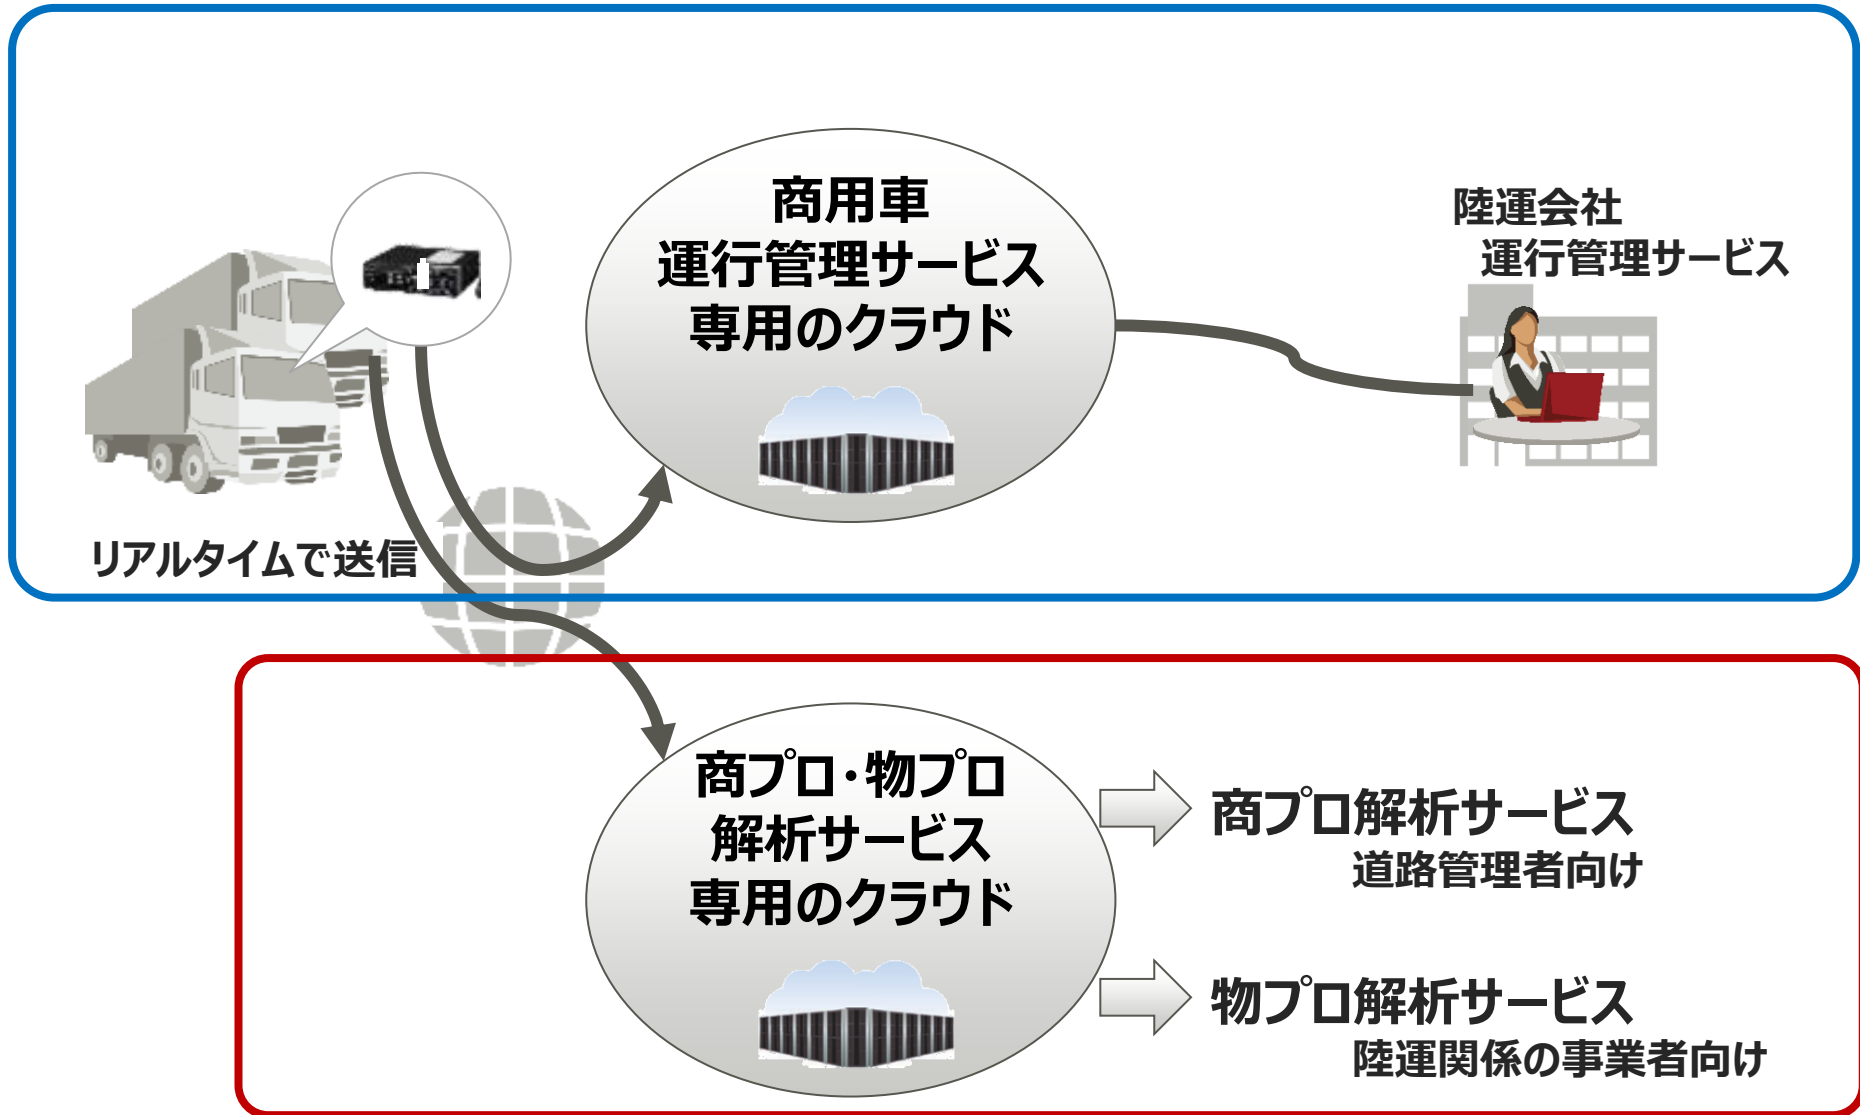 商用車
運行管理サービス
専用のクラウド
陸運会社
運行管理サービス
リアルタイムで送信
商プロ・物プロ
解析サービス
専用のクラウド
商プロ解析サービス
道路管理者向け
物プロ解析サービス
陸運関係の事業者向け